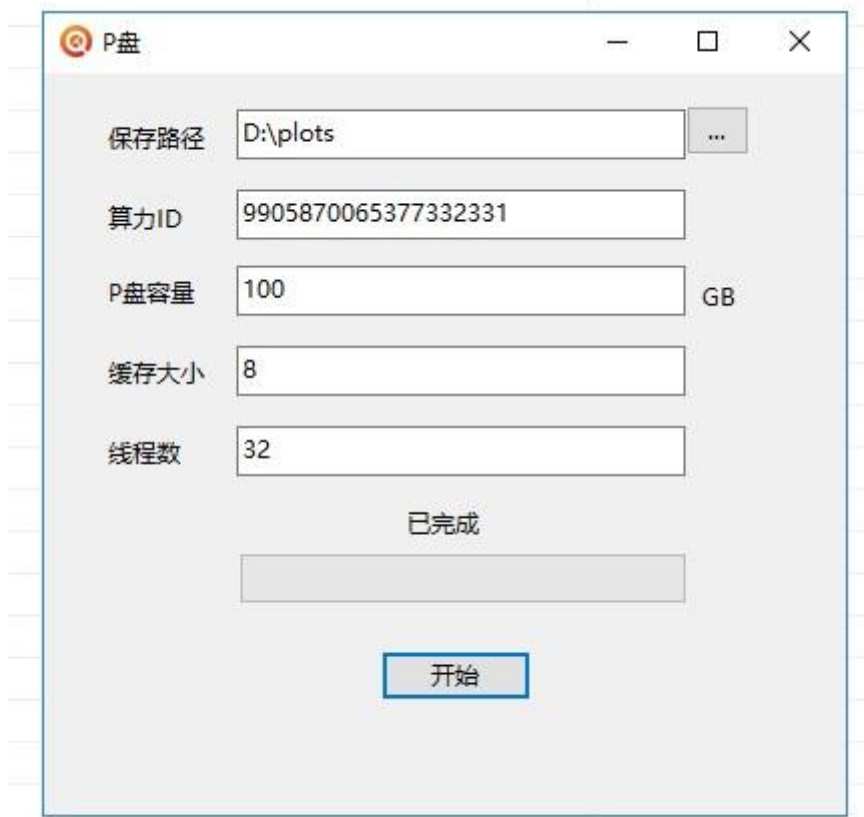 P盘
保存路径 D:\plots ...
算力ID 9905870065377332331
P盘容量 100 GB
缓存大小 8
线程数 32
已完成
开始